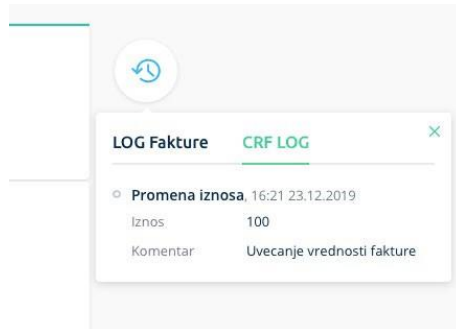 LOG Fakture CRF LOG
Promena iznosa, 16:21 23.12.2019
Iznos 100
Komentar Uvecanje vrednosti fakture